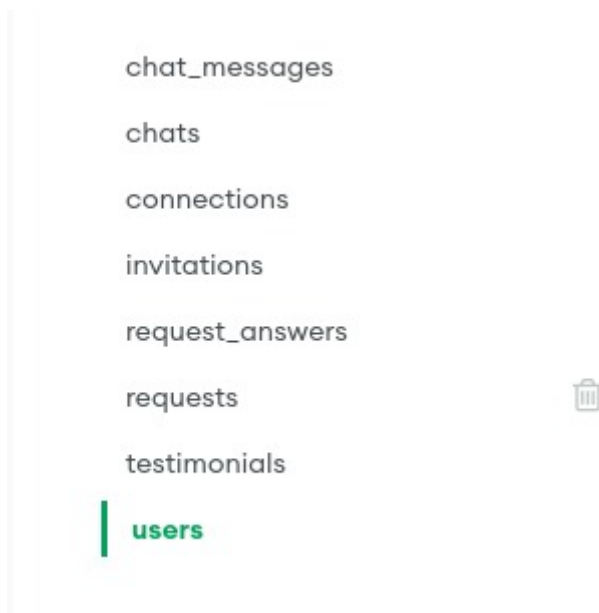 chat_messages
chats
connections
invitations
request_answers
requests
testimonials
users